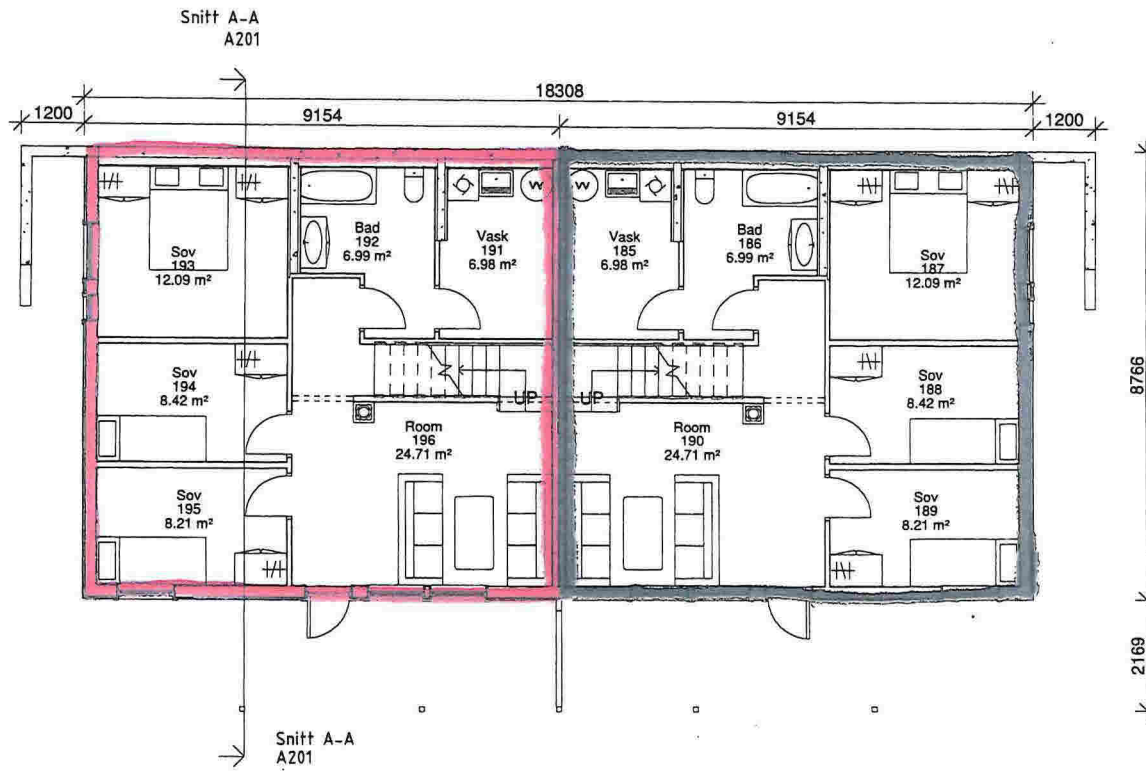 Snitt A-A
A201
18308
1200
9154
9154
1200
Sov
193
12.09 m²
Bad
192
6.99 m²
Vask
191
6.98 m²
W
W
Vask
185
6.98 m²
Bad
186
6.99 m²
Sov
187
12.09 m²
8766
Sov
194
8.42 m²
UP
UP
Sov
188
8.42 m²
Room
196
24.71 m²
Room
190
24.71 m²
Sov
195
8.21 m²
Sov
189
8.21 m²
2169
Snitt A-A
A201